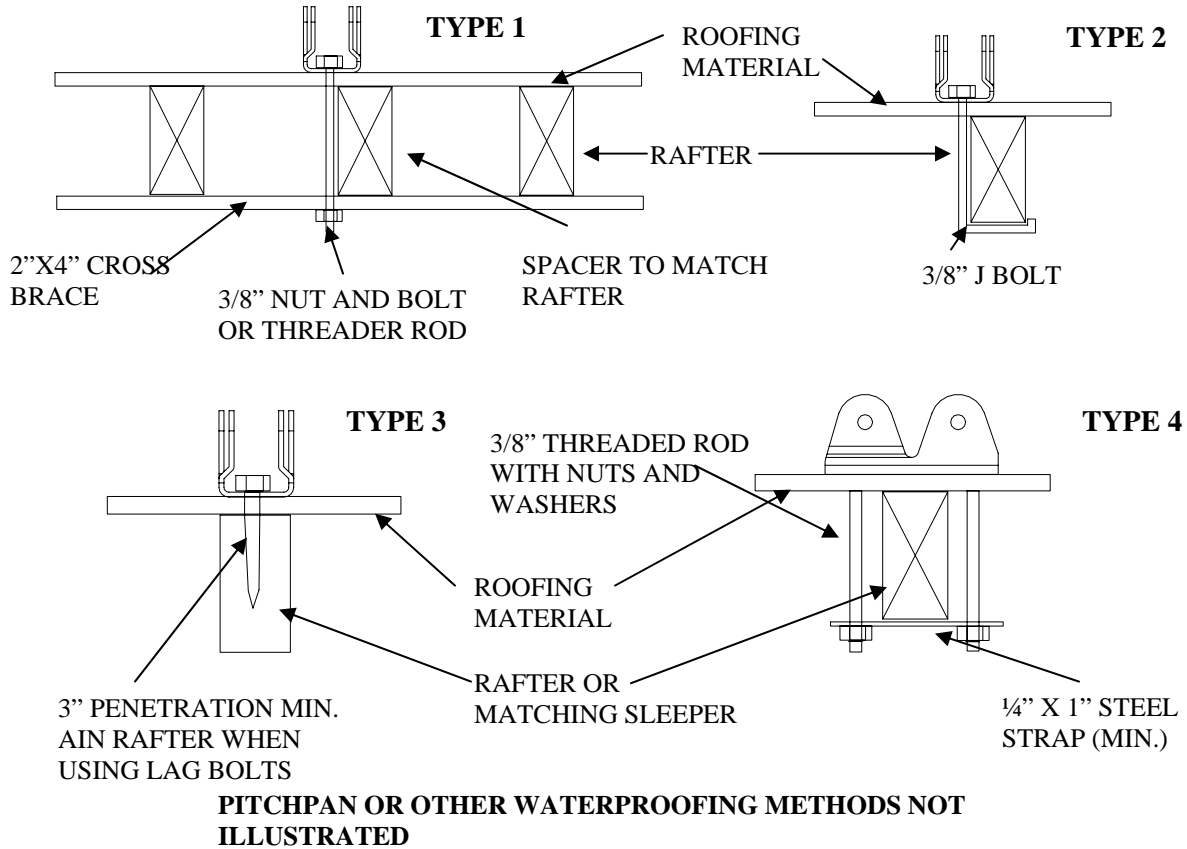 TYPE 1
ROOFING
MATERIAL
TYPE 2
RAFTER
2”X4” CROSS
BRACE
3/8” NUT AND BOLT
OR THREADER ROD
SPACER TO MATCH
RAFTER
3/8” J BOLT
TYPE 3
3/8” THREADED ROD
WITH NUTS AND
WASHERS
TYPE 4
ROOFING
MATERIAL
3” PENETRATION MIN.
AIN RAFTER WHEN
USING LAG BOLTS
RAFTER OR
MATCHING SLEEPER
¼” X 1” STEEL
STRAP (MIN.)
PITCHPAN OR OTHER WATERPROOFING METHODS NOT
ILLUSTRATED